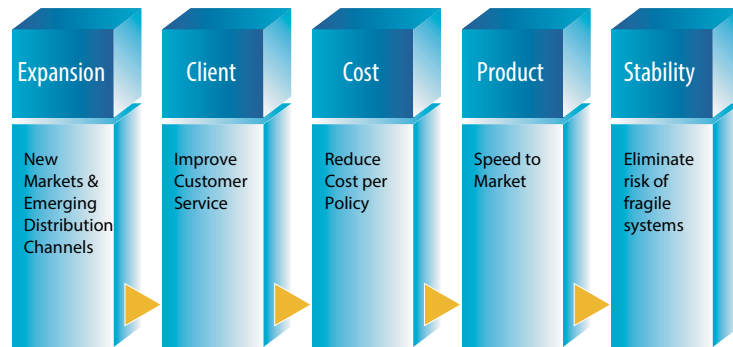 Expansion
New
Markets &
Emerging
Distribution
Channels
Client
Improve
Customer
Service
Cost
Reduce
Cost per
Policy
Product
Speed to
Market
Stability
Eliminate
risk of
fragile
systems